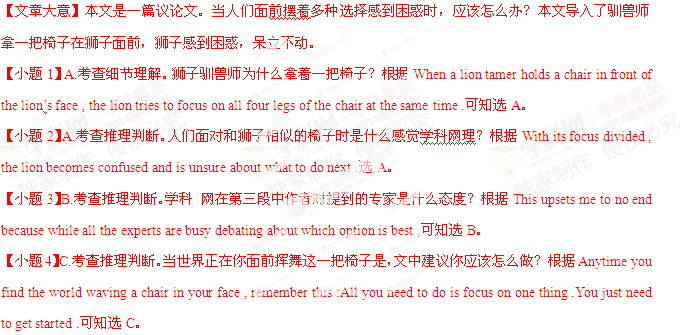 【文章大意】本文是一篇议论文。当人们面前摆着多种选择感到困惑时，应该怎么办？本文导入了驯兽师
拿一把椅子在狮子面前，狮子感到困惑，呆立不动。
【小题 1】A.考查细节理解。狮子驯兽师为什么拿着一把椅子？根据 When a lion tamer holds a chair in front of
the lion's face , the lion tries to focus on all four legs of the chair at the same time .可知选 A。
【小题 2】A.考查推理判断。人们面对和狮子相似的椅子时是什么感觉学科网理？根据 With its focus divided ,
the lion becomes confused and is unsure about what to do next .选 A。
【小题 3】B.考查推理判断。学科 网在第三段中作者对提到的专家是什么态度？根据 This upsets me to no end
because while all the experts are busy debating about which option is best ,可知选 B。
【小题 4】C.考查推理判断。当世界正在你面前挥舞这一把椅子是,文中建议你应该怎么做？根据 Anytime you
find the world waving a chair in your face , remember this :All you need to do is focus on one thing .You just need
to get started .可知选 C。